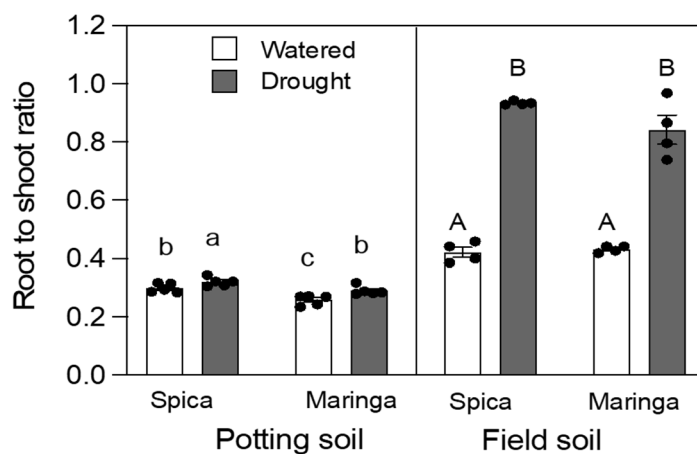 Root to shoot ratio
1.2
1.0
0.8
0.6
0.4
0.2
0.0
Watered
Drought
b
a
c
b
A
B
A
B
Spica
Maringa
Spica
Maringa
Potting soil
Field soil